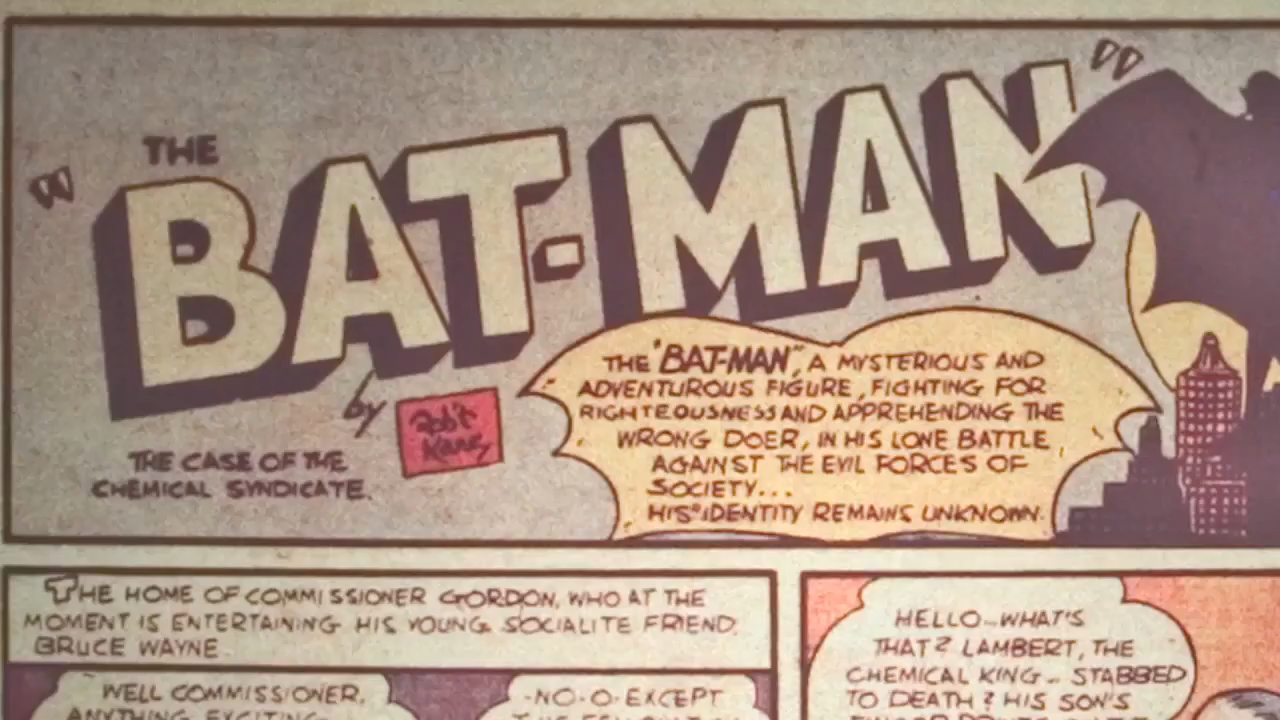 "THE
BAT-MAN"
by Rob't
Kane
THE CASE OF THE
CHEMICAL SYNDICATE.
THE "BAT-MAN", A MYSTERIOUS AND
ADVENTUROUS FIGURE, FIGHTING FOR
RIGHTEOUSNESS AND APPREHENDING THE
WRONG DOER, IN HIS LONE BATTLE
AGAINST THE EVIL FORCES OF
SOCIETY...
HIS IDENTITY REMAINS UNKNOWN.
THE HOME OF COMMISSIONER GORDON, WHO AT THE
MOMENT IS ENTERTAINING HIS YOUNG SOCIALITE FRIEND,
BRUCE WAYNE.
WELL COMMISSIONER,
ANYTHING EXCITING
-NO-O-EXCEPT
HELLO-WHAT'S
THAT? LAMBERT, THE
CHEMICAL KING-STABBED
TO DEATH? HIS SON'S